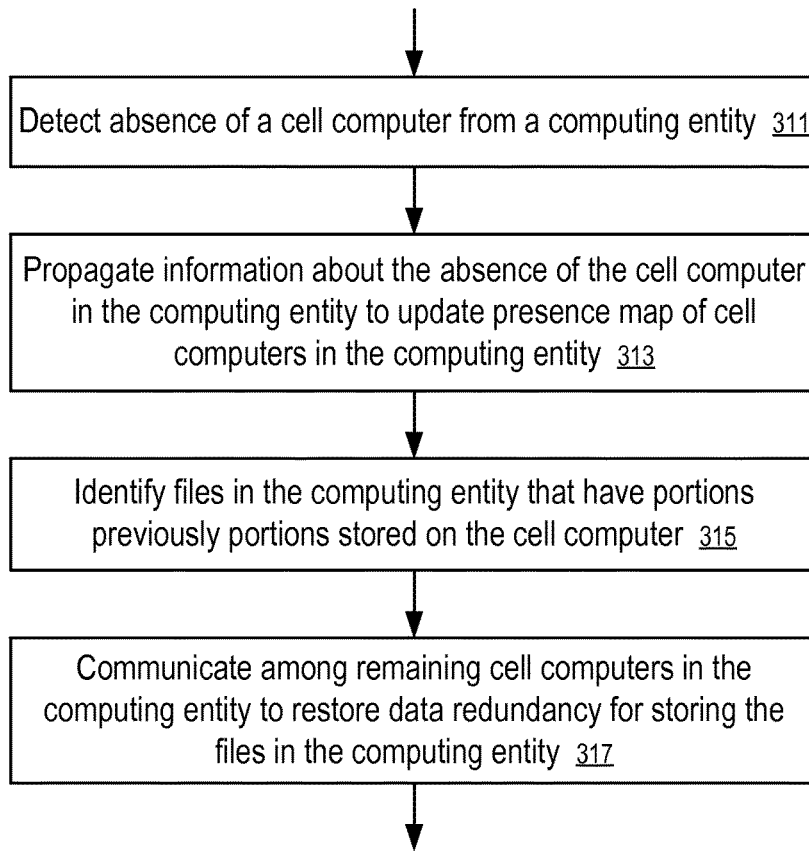 Detect absence of a cell computer from a computing entity 311
Propagate information about the absence of the cell computer
in the computing entity to update presence map of cell
computers in the computing entity 313
Identify files in the computing entity that have portions
previously portions stored on the cell computer 315
Communicate among remaining cell computers in the
computing entity to restore data redundancy for storing the
files in the computing entity 317